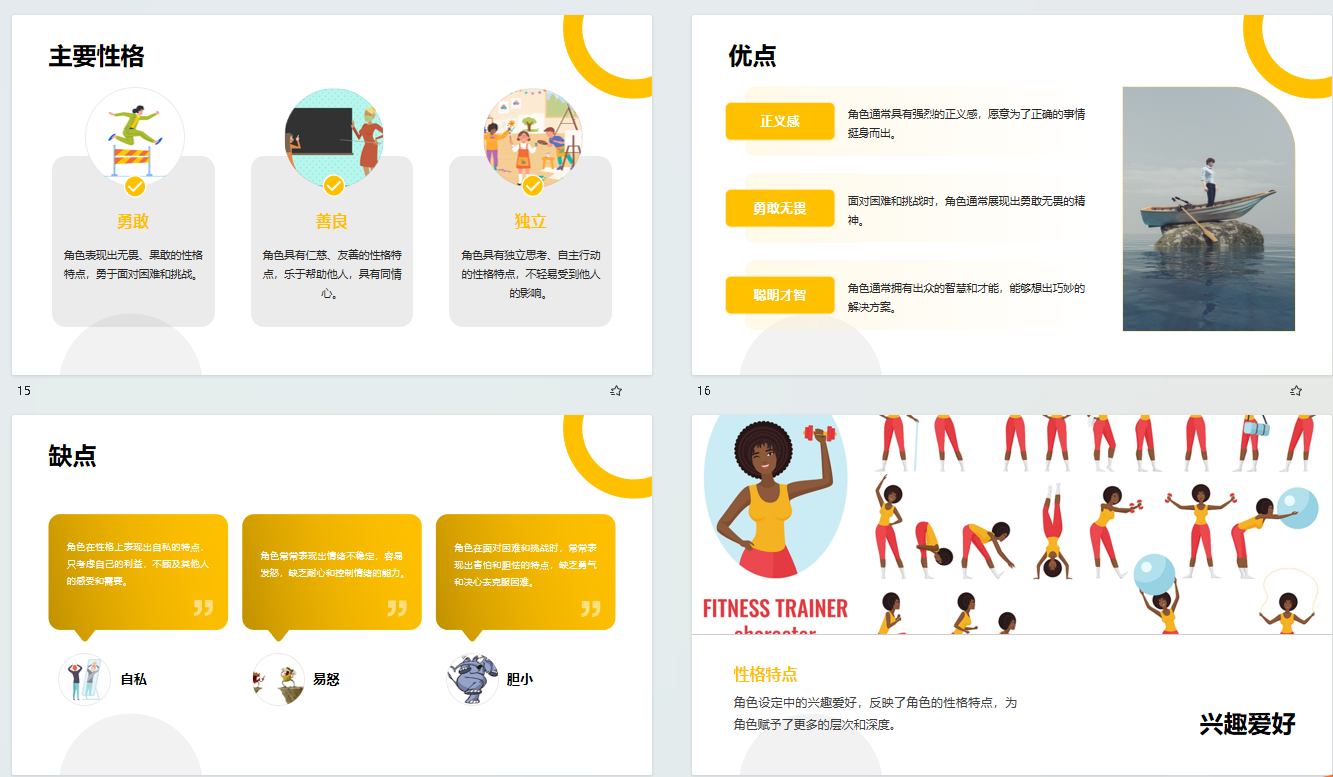 主要性格
勇敢
角色表现出无畏、果敢的性格
特点，勇于面对困难和挑战。
善良
角色具有仁慈、友善的性格特
点，乐于帮助他人，具有同情
心。
独立
角色具有独立思考、自主行动
的性格特点，不轻易受到他人
的影响。
15
优点
正义感
角色通常具有强烈的正义感，愿意为了正确的事情
挺身而出。
勇敢无畏
面对困难和挑战时，角色通常展现出勇敢无畏的精
神。
聪明才智
角色通常拥有出众的智慧和才能，能够想出巧妙的
解决方案。
16
缺点
角色在性格上表现出自私的特点，
只考虑自己的利益，不顾及其他人
的感受和需要。
自私
角色常常表现出情绪不稳定，容易
发怒，缺乏耐心和控制情绪的能力。
易怒
角色在面对困难和挑战时，常常表
现出害怕和胆怯的特点，缺乏勇气
和决心去克服困难。
胆小
FITNESS TRAINER
character
性格特点
角色设定中的兴趣爱好，反映了角色的性格特点，为
角色赋予了更多的层次和深度。
兴趣爱好